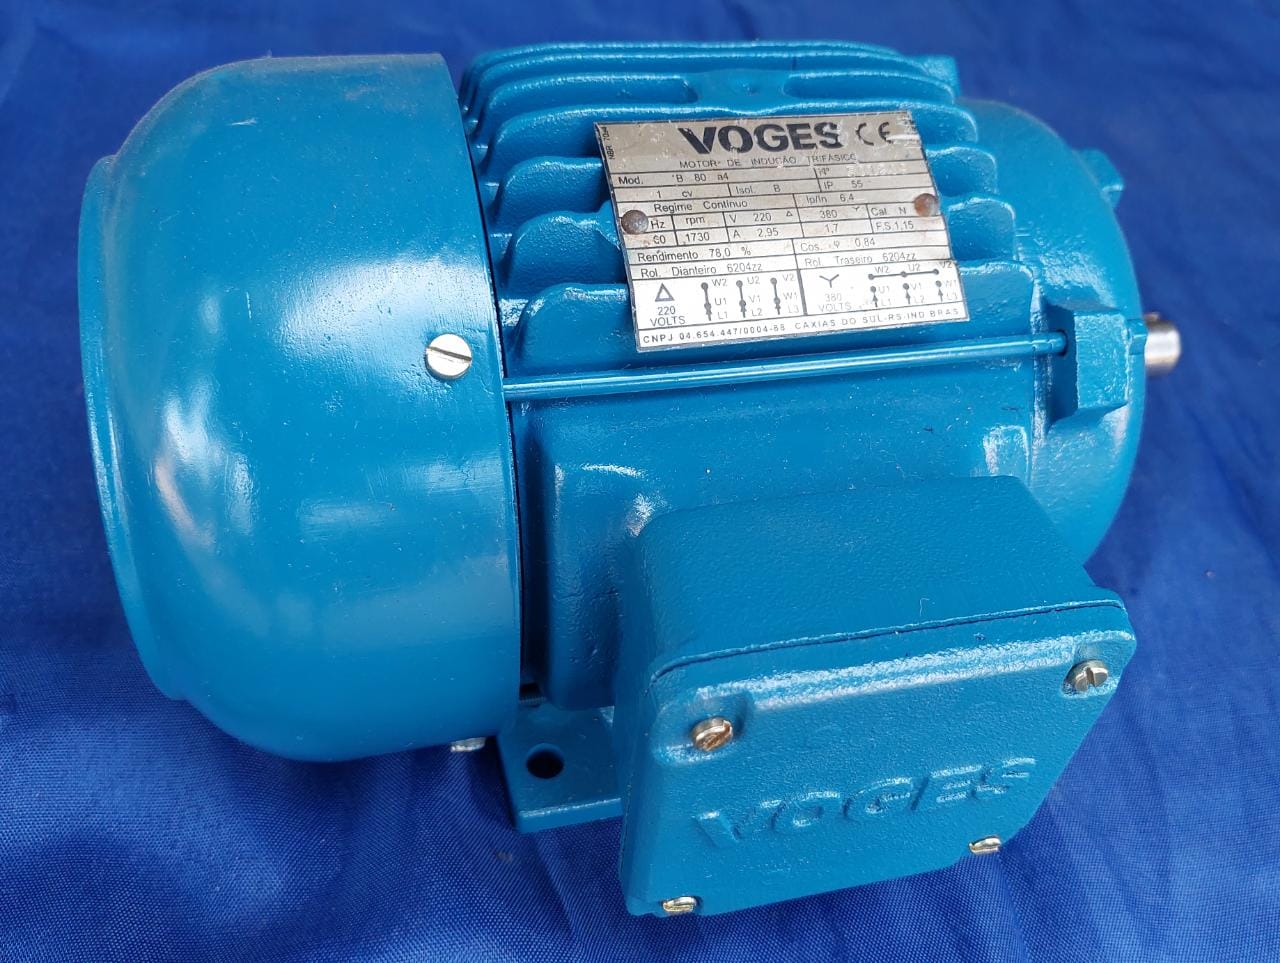 NBR 7094
VOGES CE
MOTOR DE INDUÇÃO TRIFÁSICO
Mod. B 80 a4 Nº
1 cv Isol. B IP 55
Regime Contínuo Ip/In 6,4
Hz rpm V 220 Δ 380 Y Cat. N
60 1730 A 2,95 1,7 F.S.1,15
Rendimento 78,0 % Cos. φ 0,84
Rol. Dianteiro 6204zz Rol. Traseiro 6204zz
Δ W2 U2 V2 Y W2 U2 V2
220 U1 V1 W1 380 U1 V1 W1
VOLTS L1 L2 L3 VOLTS L1 L2 L3
CNPJ 04.654.447/0004-88 CAXIAS DO SUL-RS-IND BRAS
VOGES